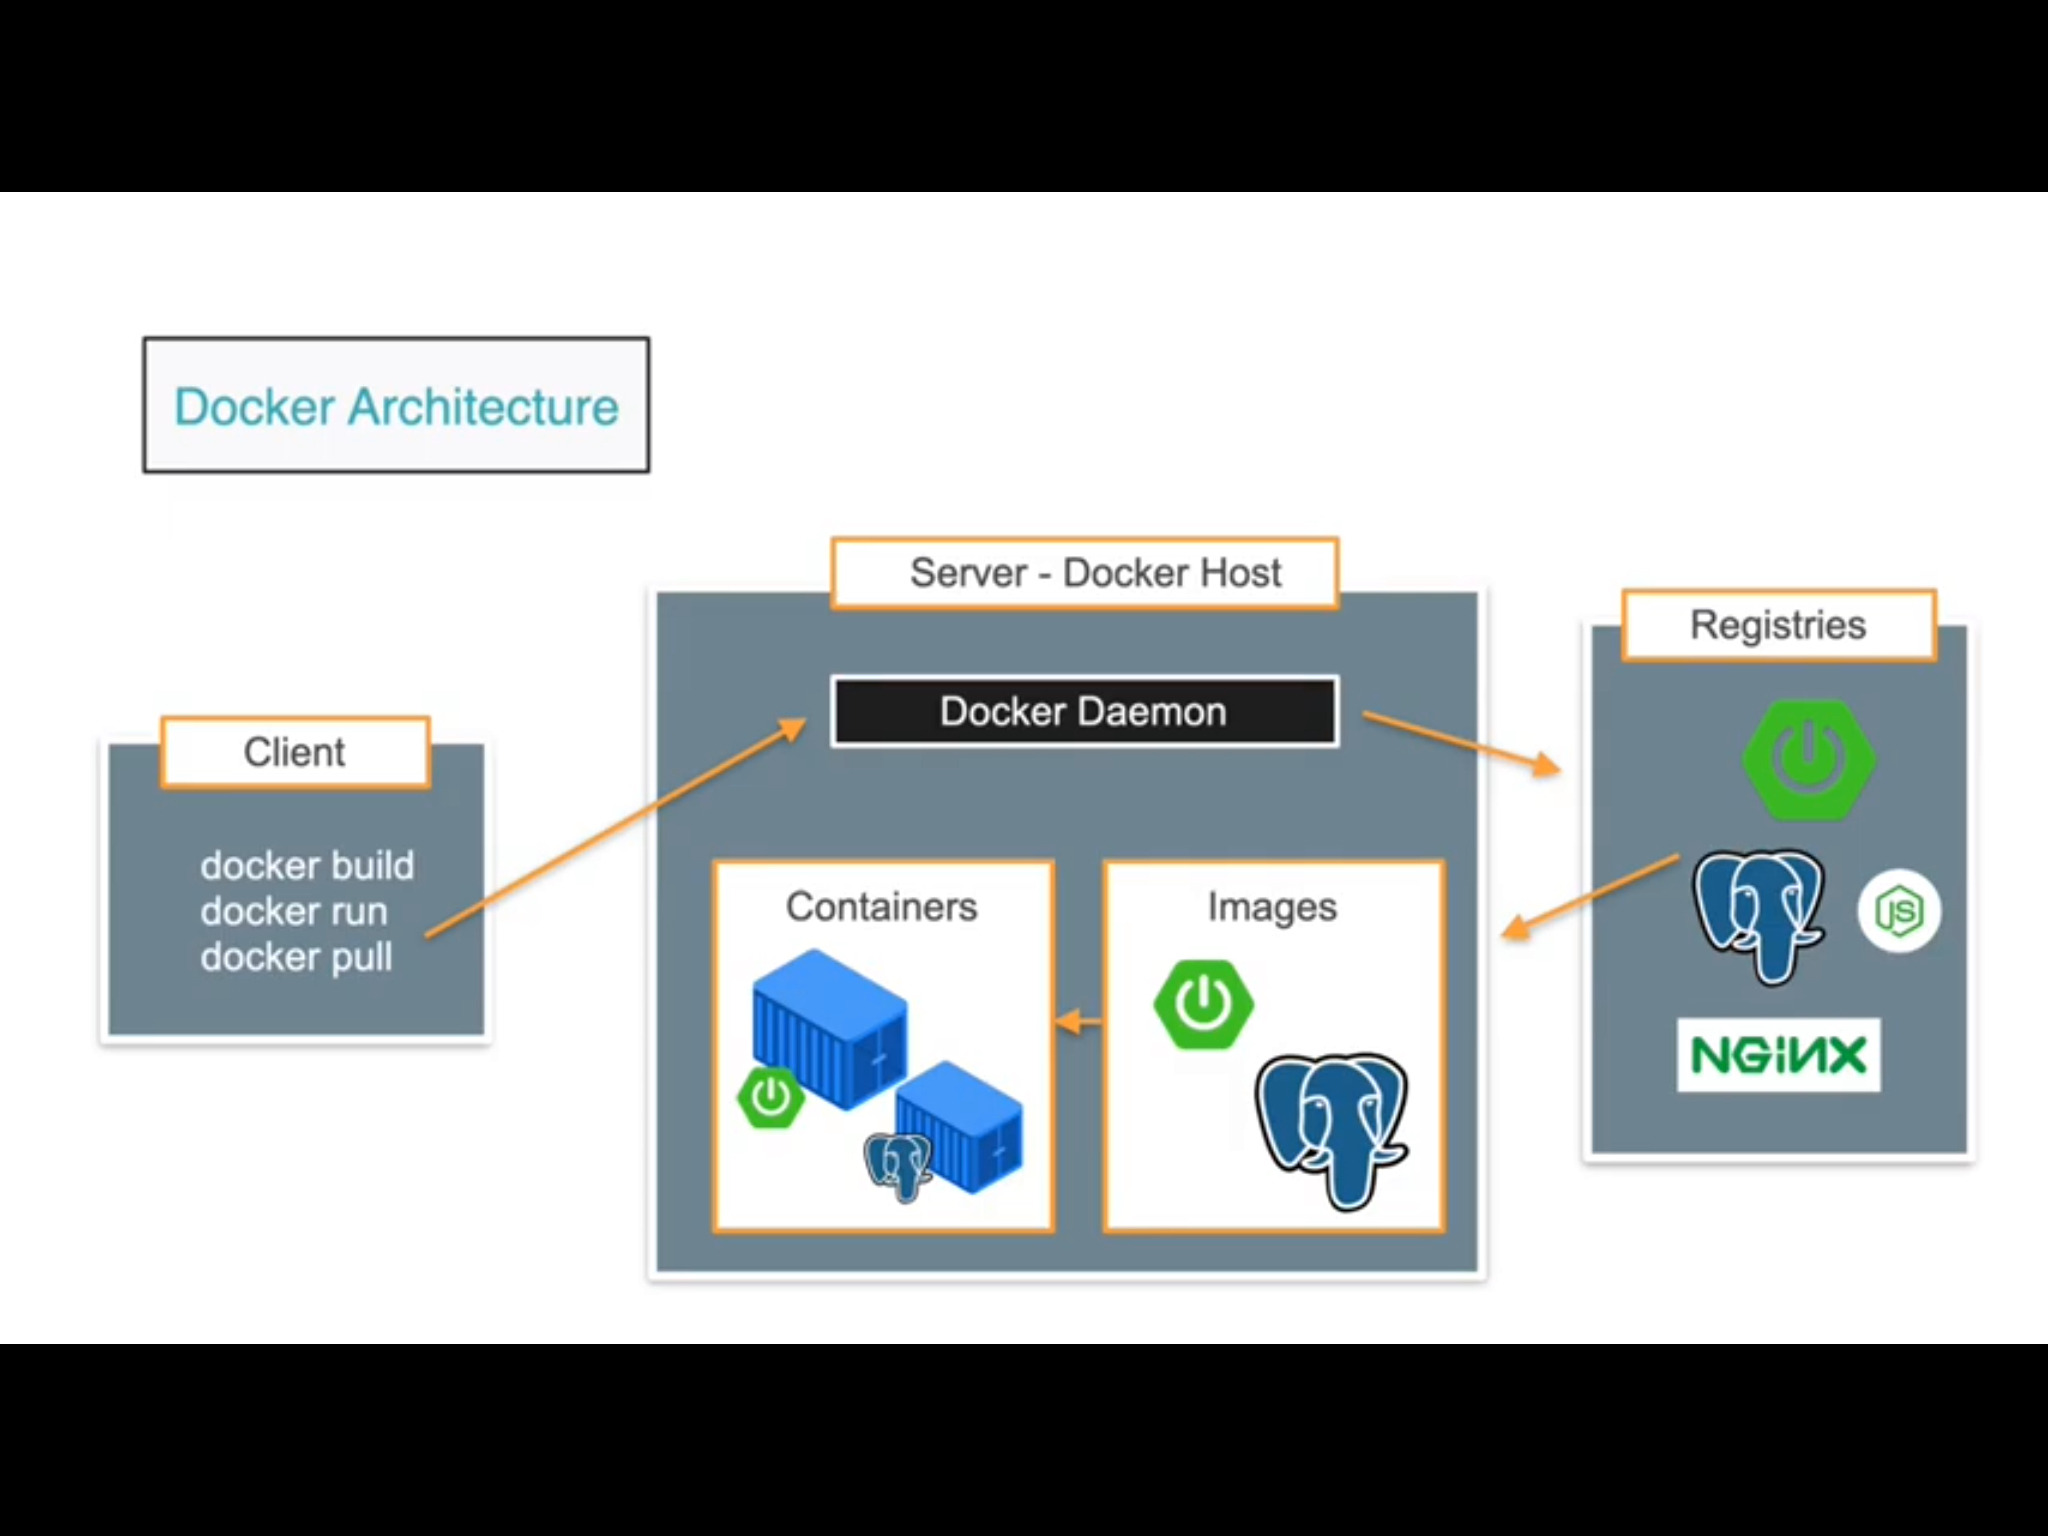 Docker Architecture
Client
docker build
docker run
docker pull
Server - Docker Host
Docker Daemon
Containers
Images
Registries
JS
NGINX